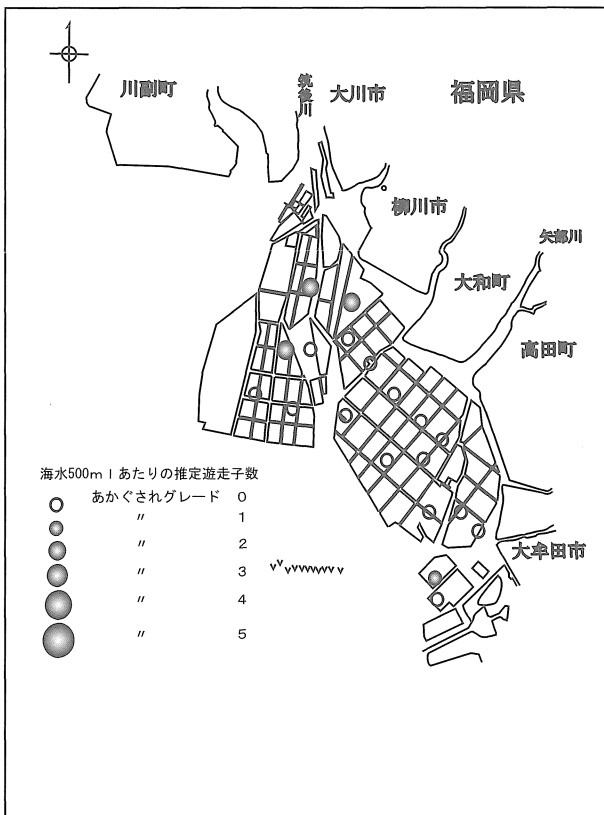 川副町
筑後川
大川市
福岡県
柳川市
矢部川
大和町
高田町
海水500mlあたりの推定遊走子数
あかぐされグレード 0
〃 1
〃 2
〃 3
〃 4
〃 5
大牟田市